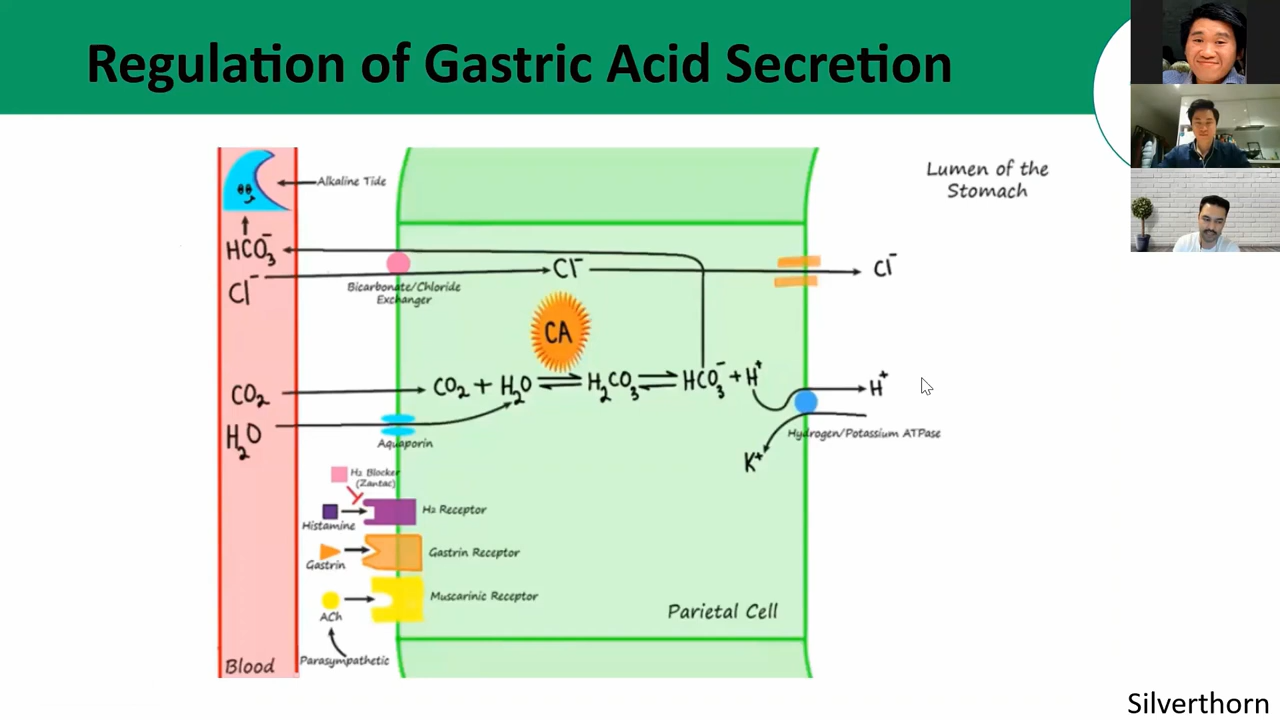 Regulation of Gastric Acid Secretion
Alkaline Tide
Lumen of the
Stomach
HCO₃⁻
Cl⁻
Cl⁻
Cl⁻
Bicarbonate/Chloride
Exchanger
CA
CO₂
CO₂ + H₂O ⇌ H₂CO₃ ⇌ HCO₃⁻ + H⁺
H⁺
H₂O
Aquaporin
Hydrogen/Potassium ATPase
K⁺
H₂ Blocker
(Zantac)
Histamine
H₂ Receptor
Gastrin
Gastrin Receptor
ACh
Muscarinic Receptor
Parasympathetic
Parietal Cell
Blood
Silverthorn